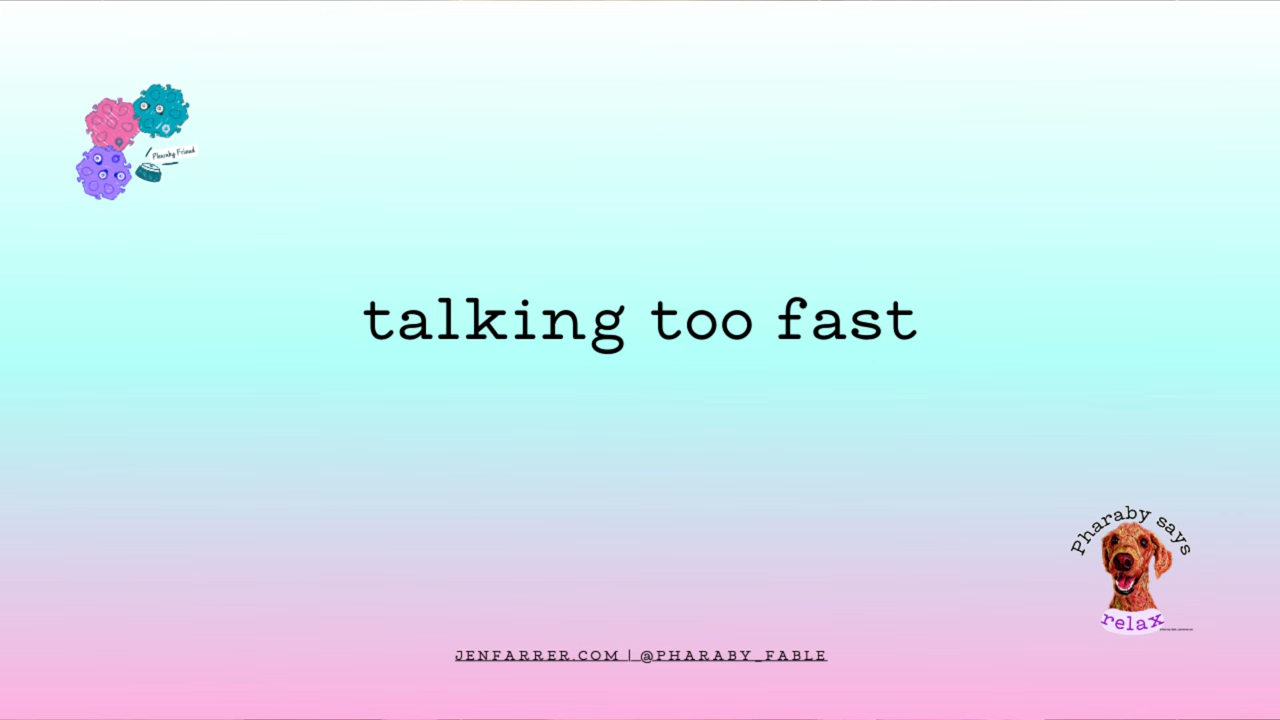 Pharaby Friend
talking too fast
Pharaby says
relax
JENFARRER.COM | @PHARABY_FABLE